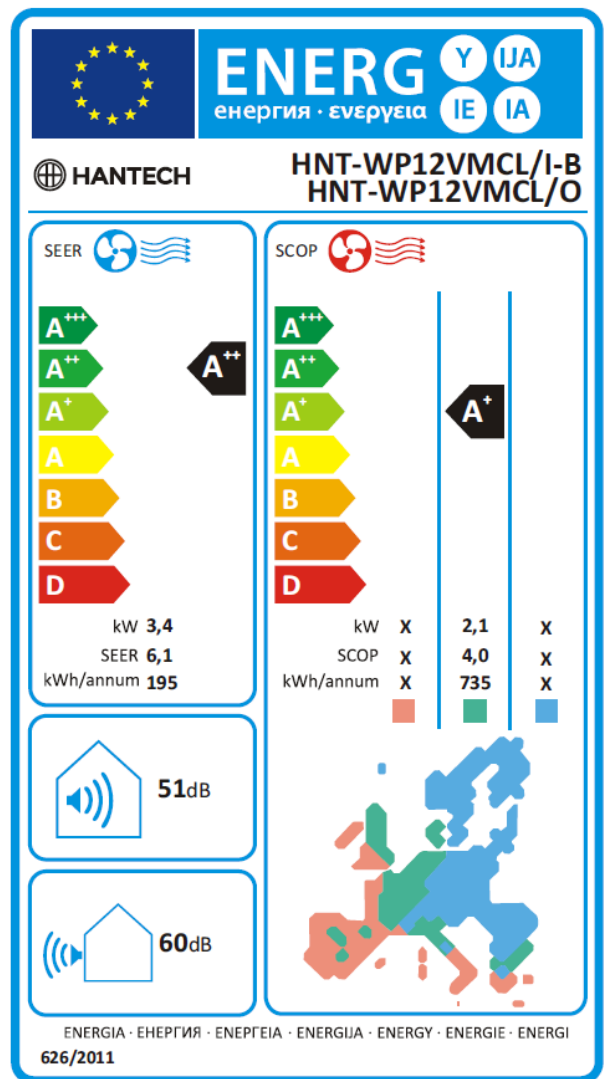 ENERG
енергия · ενεργεια
Y
IJA
IE
IA
HANTECH
HNT-WP12VMCL/I-B
HNT-WP12VMCL/O
SEER
A+++
A++
A+
A
B
C
D
A++
kW 3,4
SEER 6,1
kWh/annum 195
SCOP
A+++
A++
A+
A
B
C
D
A+
kW X 2,1 X
SCOP X 4,0 X
kWh/annum X 735 X
51dB
60dB
ENERGIA · ЕНЕРГИЯ · ΕΝΕΡΓΕΙΑ · ENERGIJA · ENERGY · ENERGIE · ENERGI
626/2011